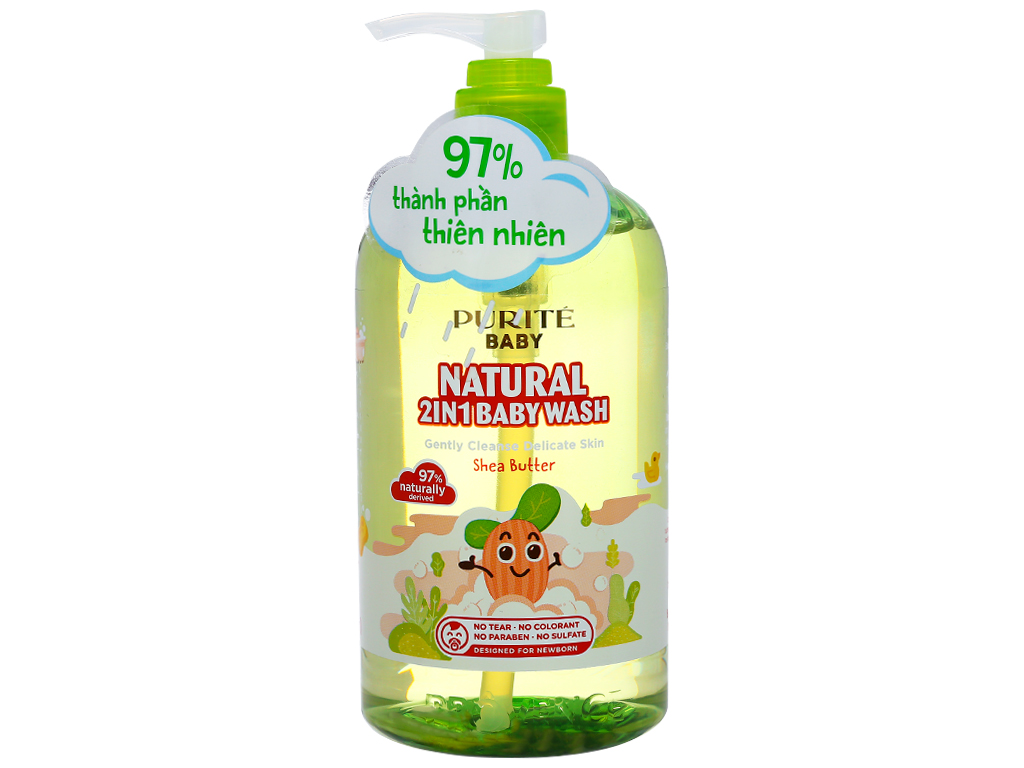 97%
thành phần
thiên nhiên
PURITÉ
BABY
NATURAL
2IN1 BABY WASH
Gently Cleanse Delicate Skin
Shea Butter
97%
naturally
derived
NO TEAR · NO COLORANT
NO PARABEN · NO SULFATE
DESIGNED FOR NEWBORN